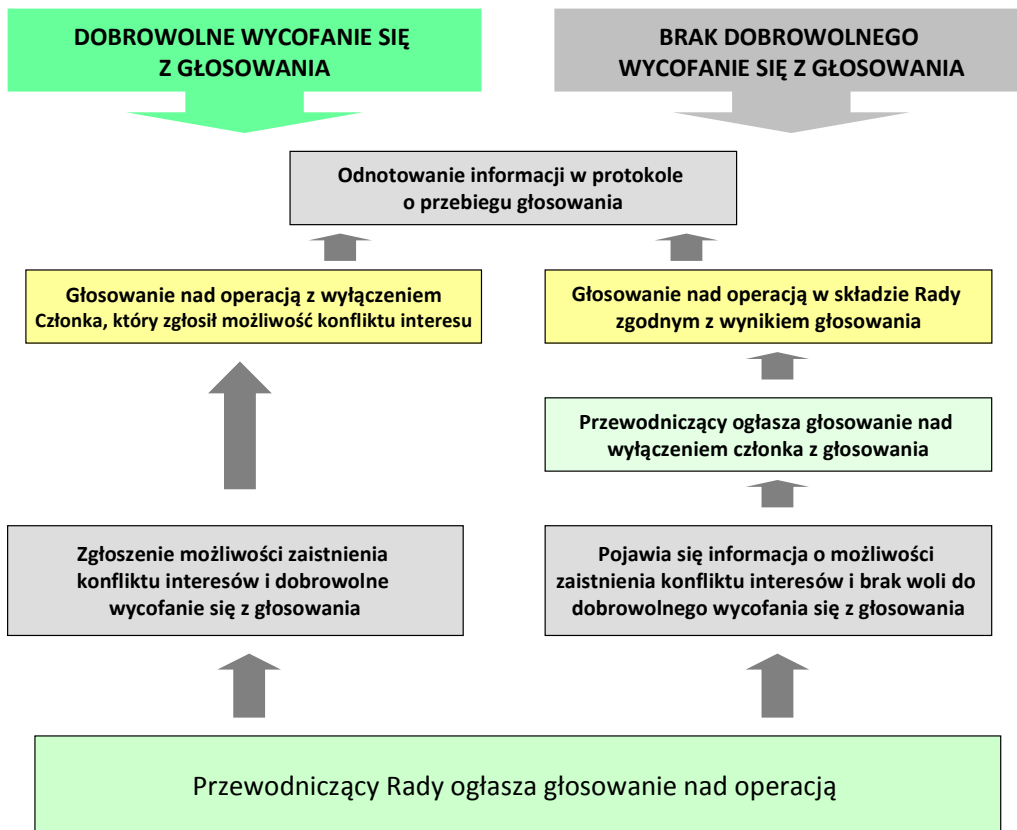 DOBROWOLNE WYCOFANIE SIĘ
Z GŁOSOWANIA
BRAK DOBROWOLNEGO
WYCOFANIE SIĘ Z GŁOSOWANIA
Odnotowanie informacji w protokole
o przebiegu głosowania
Głosowanie nad operacją z wyłączeniem
Członka, który zgłosił możliwość konfliktu interesu
Głosowanie nad operacją w składzie Rady
zgodnym z wynikiem głosowania
Przewodniczący ogłasza głosowanie nad
wyłączeniem członka z głosowania
Zgłoszenie możliwości zaistnienia
konfliktu interesów i dobrowolne
wycofanie się z głosowania
Pojawia się informacja o możliwości
zaistnienia konfliktu interesów i brak woli do
dobrowolnego wycofania się z głosowania
Przewodniczący Rady ogłasza głosowanie nad operacją